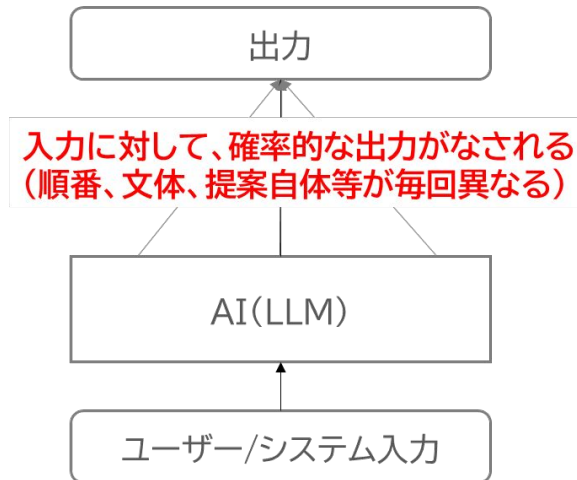 出力
入力に対して、確率的な出力がなされる
（順番、文体、提案自体等が毎回異なる）
AI(LLM)
ユーザー/システム入力